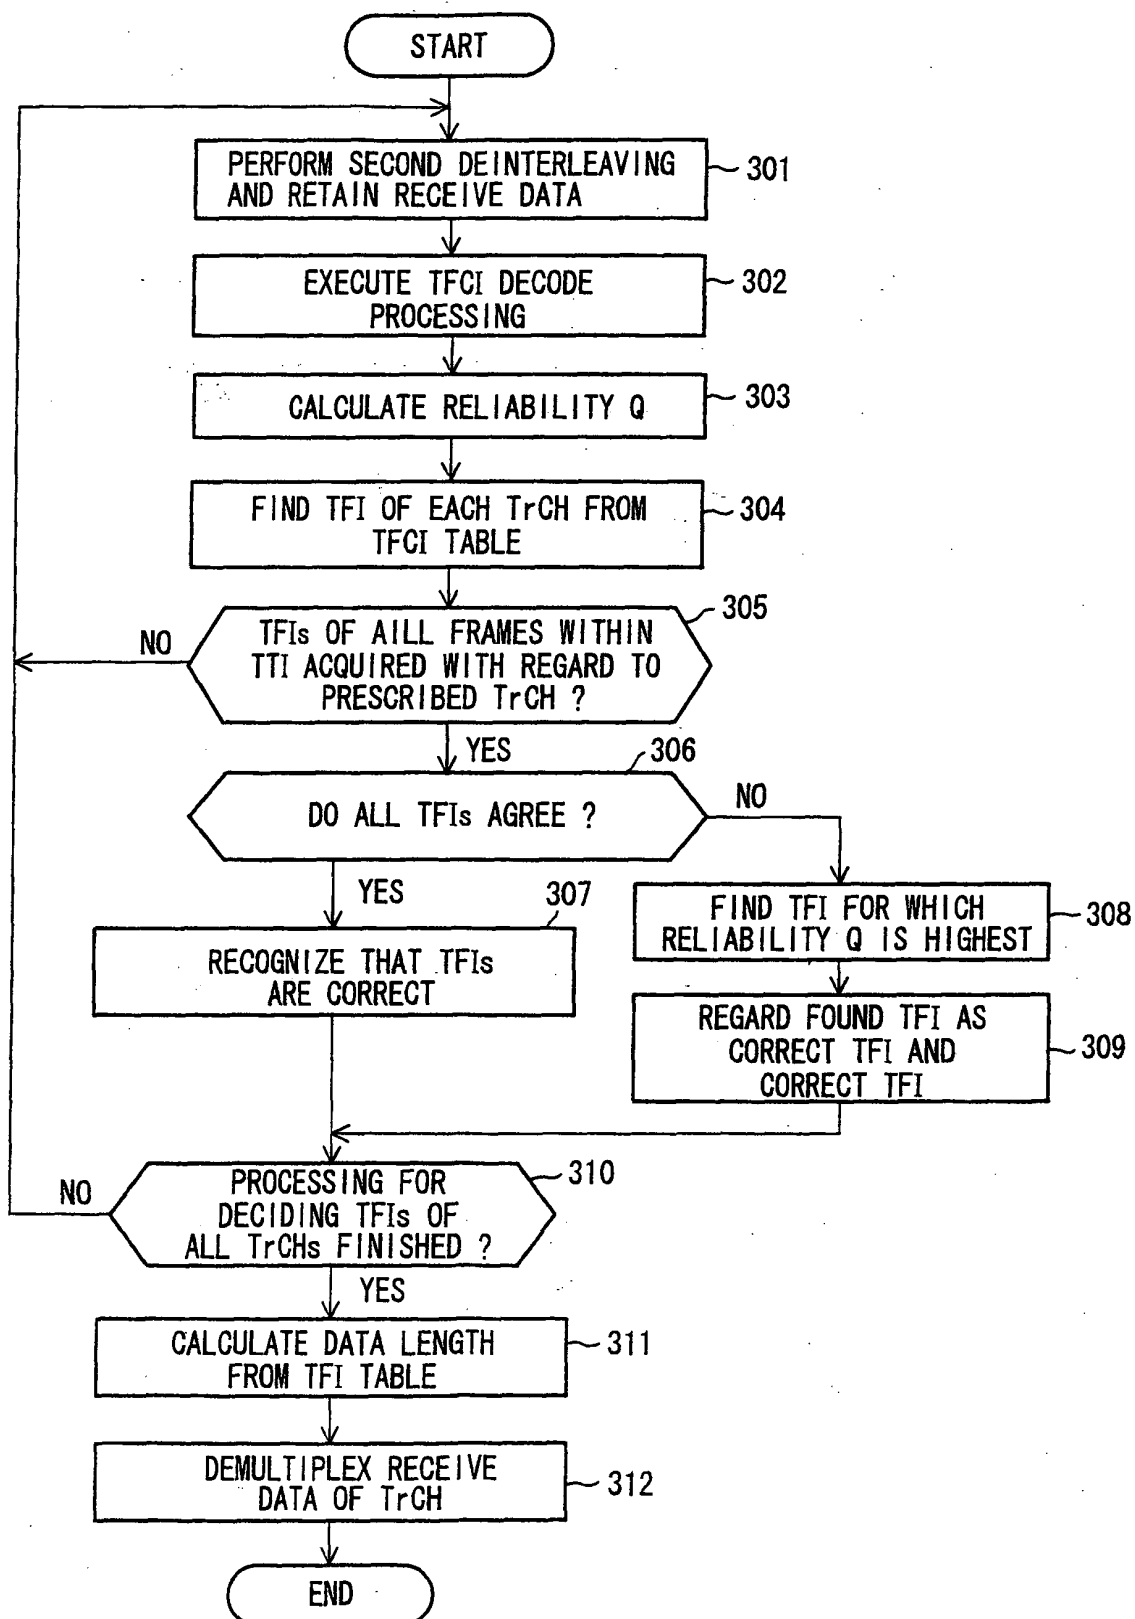 START
PERFORM SECOND DEINTERLEAVING
AND RETAIN RECEIVE DATA
301
EXECUTE TFCI DECODE
PROCESSING
302
CALCULATE RELIABILITY Q
303
FIND TFI OF EACH TrCH FROM
TFCI TABLE
304
305
TFIs OF AILL FRAMES WITHIN
TTI ACQUIRED WITH REGARD TO
PRESCRIBED TrCH ?
NO
YES
306
DO ALL TFIs AGREE ?
NO
YES
307
RECOGNIZE THAT TFIs
ARE CORRECT
FIND TFI FOR WHICH
RELIABILITY Q IS HIGHEST
308
REGARD FOUND TFI AS
CORRECT TFI AND
CORRECT TFI
309
310
PROCESSING FOR
DECIDING TFIs OF
ALL TrCHs FINISHED ?
NO
YES
CALCULATE DATA LENGTH
FROM TFI TABLE
311
DEMULTIPLEX RECEIVE
DATA OF TrCH
312
END